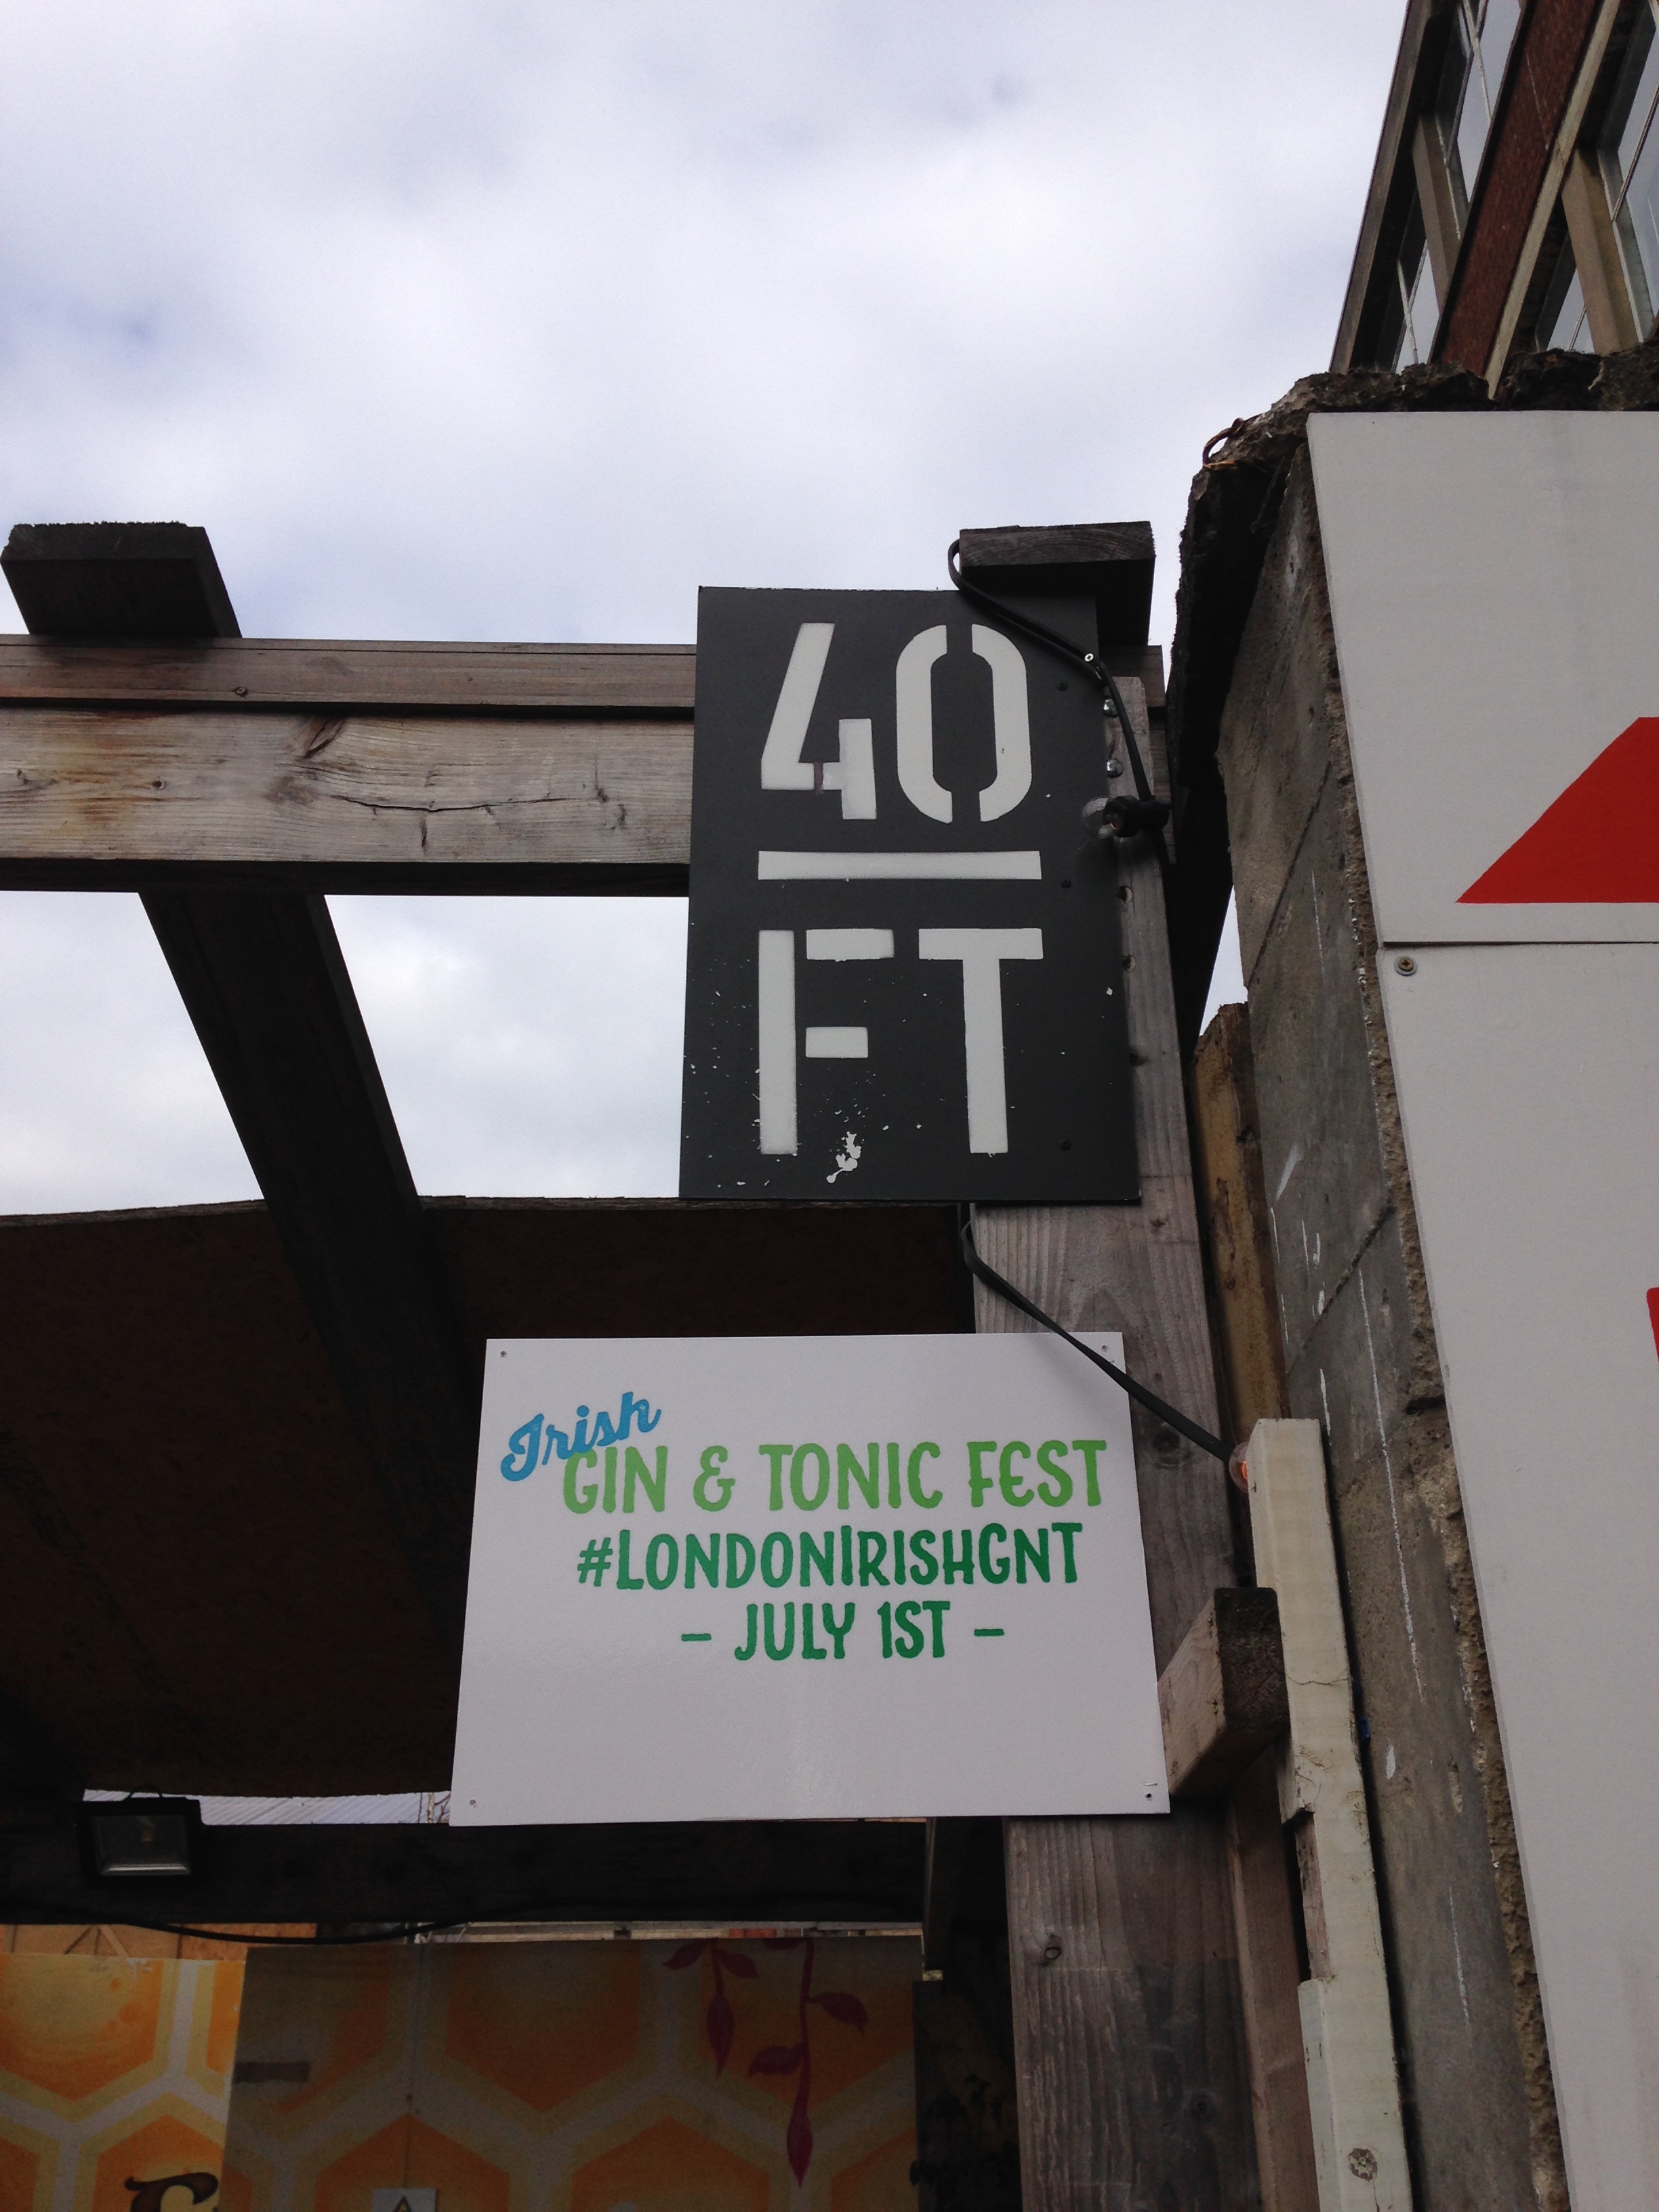 40
FT
Irish
GIN & TONIC FEST
#LONDONIRISHGNT
- JULY 1ST -